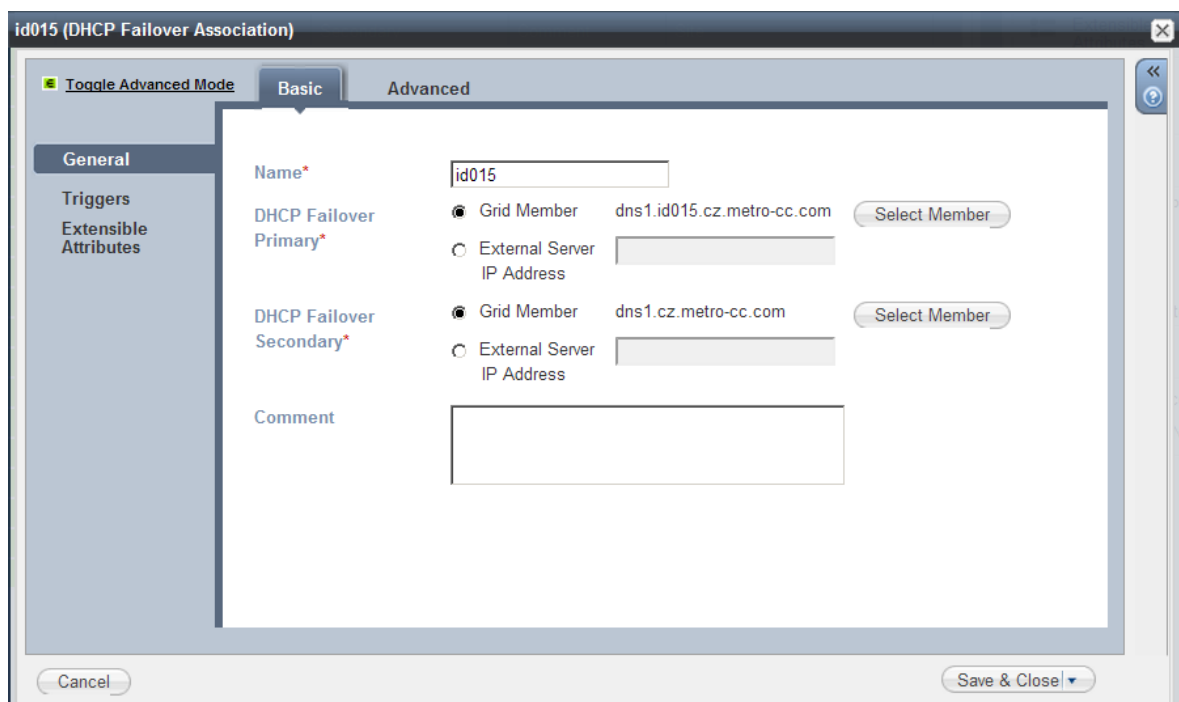 id015 (DHCP Failover Association)
Toggle Advanced Mode
Basic
Advanced
General
Triggers
Extensible
Attributes
Name*
id015
DHCP Failover
Primary*
Grid Member dns1.id015.cz.metro-cc.com Select Member
External Server
IP Address
DHCP Failover
Secondary*
Grid Member dns1.cz.metro-cc.com Select Member
External Server
IP Address
Comment
Cancel
Save & Close